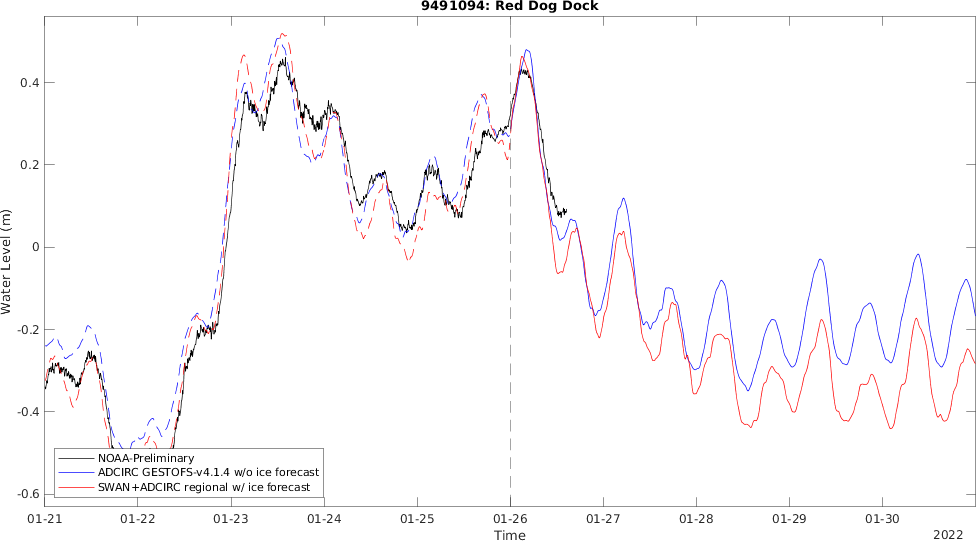 9491094: Red Dog Dock
Water Level (m)
0.4
0.2
0
-0.2
-0.4
-0.6
NOAA-Preliminary
ADCIRC GESTOFS-v4.1.4 w/o ice forecast
SWAN+ADCIRC regional w/ ice forecast
01-21 01-22 01-23 01-24 01-25 01-26 01-27 01-28 01-29 01-30
Time
2022